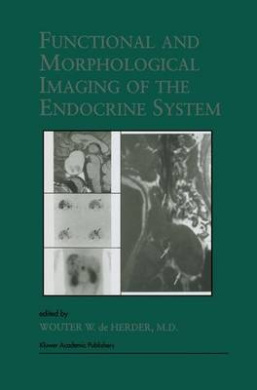 FUNCTIONAL AND
MORPHOLOGICAL
IMAGING OF THE
ENDOCRINE SYSTEM
edited by
WOUTER W. de HERDER, M.D.
Kluwer Academic Publishers